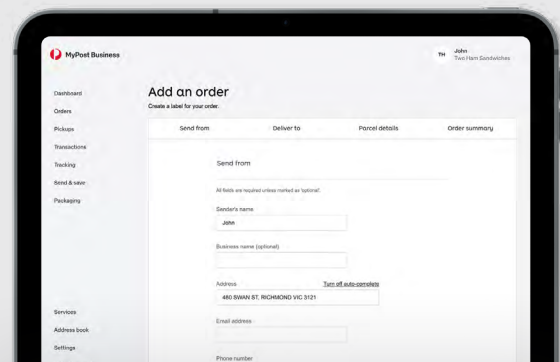 MyPost Business
TH
John
Two Ham Sandwiches
Dashboard
Orders
Pickups
Transactions
Tracking
Send & save
Packaging
Services
Address book
Settings
Add an order
Create a label for your order.
Send from
Deliver to
Parcel details
Order summary
Send from
All fields are required unless marked as 'optional'.
Sender's name
John
Business name (optional)
Address
Turn off auto-complete
480 SWAN ST, RICHMOND VIC 3121
Email address
Phone number